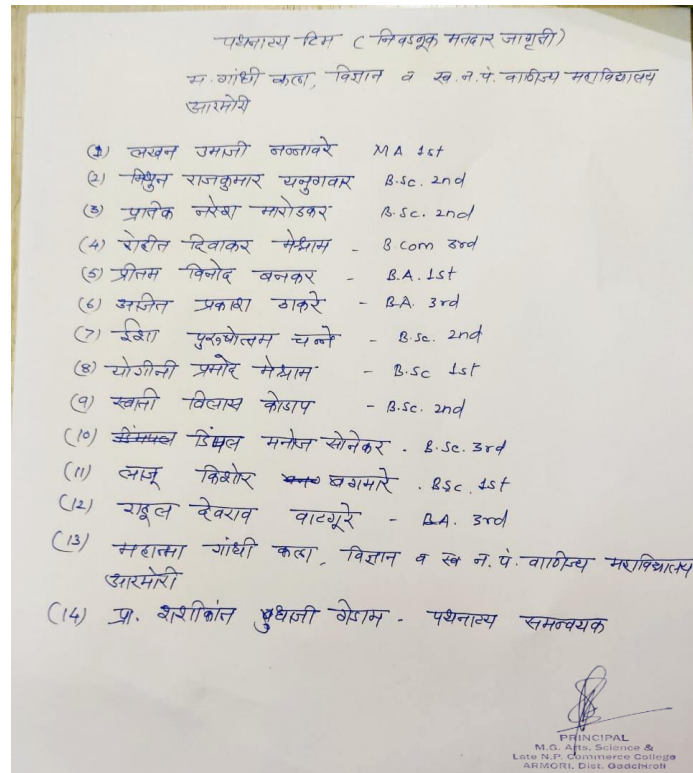 पथनाट्य टिम ( निवडणूक मतदार जागृती)
म. गांधी कला, विज्ञान व स्व. न. पं. वाणिज्य महाविद्यालय
आरमोरी
(1) लखन उमाजी नन्नावरे MA 1st
(2) मिथुन राजकुमार यनुगवार B.Sc. 2nd
(3) प्रातेक नरेश मारोडकर B.Sc. 2nd
(4) रोहीत दिवाकर मेश्राम - B.Com 3rd
(5) प्रीतम विनोद बनकर - B.A. 1st
(6) अजित प्रकाश ठाकरे - B.A. 3rd
(7) ईशा पुरुषोत्तम चन्ने - B.Sc. 2nd
(8) योगीनी प्रमोद मेश्राम - B.Sc 1st
(9) स्वाती विलास कोडाप - B.Sc. 2nd
(10) डिंपल मनोज सोनेकर . B.Sc. 3rd
(11) लाजू किशोर बगमारे . B.Sc. 1st
(12) राहूल देवराव वाटगूरे - B.A. 3rd
(13) महात्मा गांधी कला, विज्ञान व स्व न. पं. वाणिज्य महाविद्यालय
आरमोरी
(14) प्रा. शशीकांत बुधाजी गेडाम - पथनाट्य समन्वयक
PRINCIPAL
M.G. Arts, Science &
Late N.P. Commerce College
ARMORI, Dist. Gadchiroli